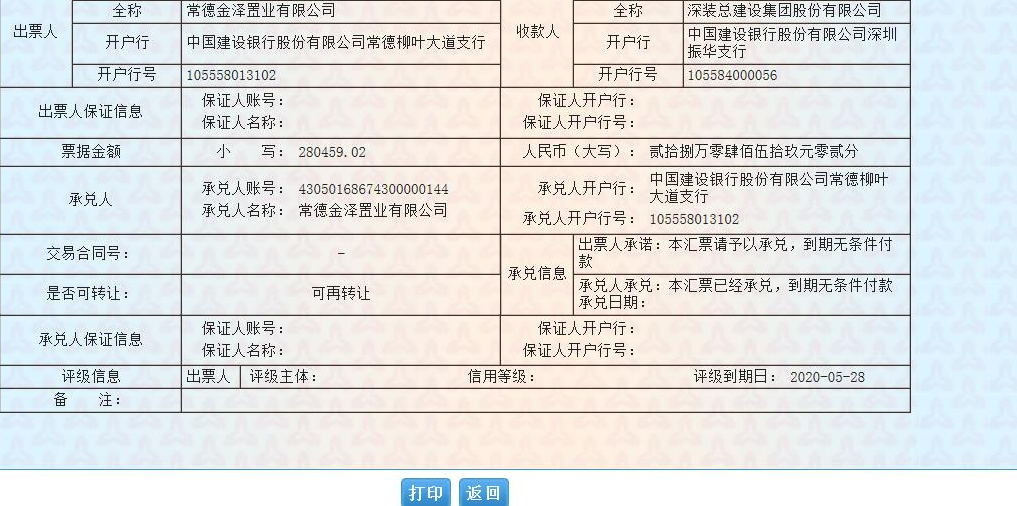 出票人
全称
常德金泽置业有限公司
收款人
全称
深装总建设集团股份有限公司
开户行
中国建设银行股份有限公司常德柳叶大道支行
开户行
中国建设银行股份有限公司深圳
振华支行
开户行号
105558013102
开户行号
105584000056
出票人保证信息
保证人账号：
保证人名称：
保证人开户行：
保证人开户行号：
票据金额
小 写： 280459.02
人民币（大写）： 贰拾捌万零肆佰伍拾玖元零贰分
承兑人
承兑人账号： 43050168674300000144
承兑人名称： 常德金泽置业有限公司
承兑人开户行： 中国建设银行股份有限公司常德柳叶
大道支行
承兑人开户行号： 105558013102
交易合同号：
-
承兑信息
出票人承诺：本汇票请予以承兑，到期无条件付
款
是否可转让：
可再转让
承兑人承兑：本汇票已经承兑，到期无条件付款
承兑日期：
承兑人保证信息
保证人账号：
保证人名称：
保证人开户行：
保证人开户行号：
评级信息
出票人
评级主体：
信用等级：
评级到期日： 2020-05-28
备 注：
打印
返回